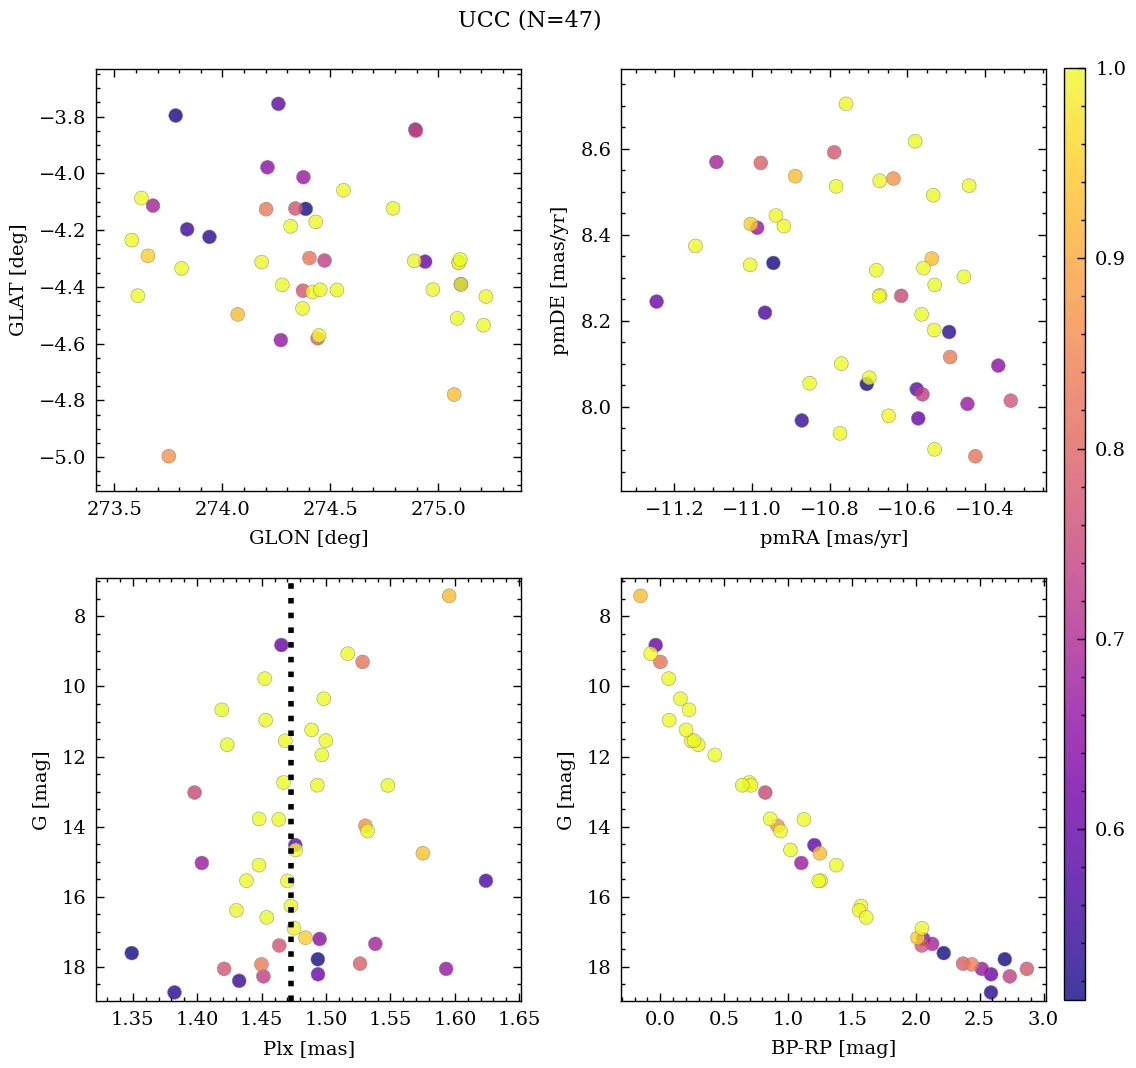 UCC (N=47)
−3.8
−4.0
−4.2
−4.4
−4.6
−4.8
−5.0
GLAT [deg]
273.5 274.0 274.5 275.0
GLON [deg]
8.6
8.4
8.2
8.0
pmDE [mas/yr]
−11.2 −11.0 −10.8 −10.6 −10.4
pmRA [mas/yr]
1.0
0.9
0.8
0.7
0.6
8
10
12
14
16
18
G [mag]
1.35 1.40 1.45 1.50 1.55 1.60 1.65
Plx [mas]
8
10
12
14
16
18
G [mag]
0.0 0.5 1.0 1.5 2.0 2.5 3.0
BP-RP [mag]